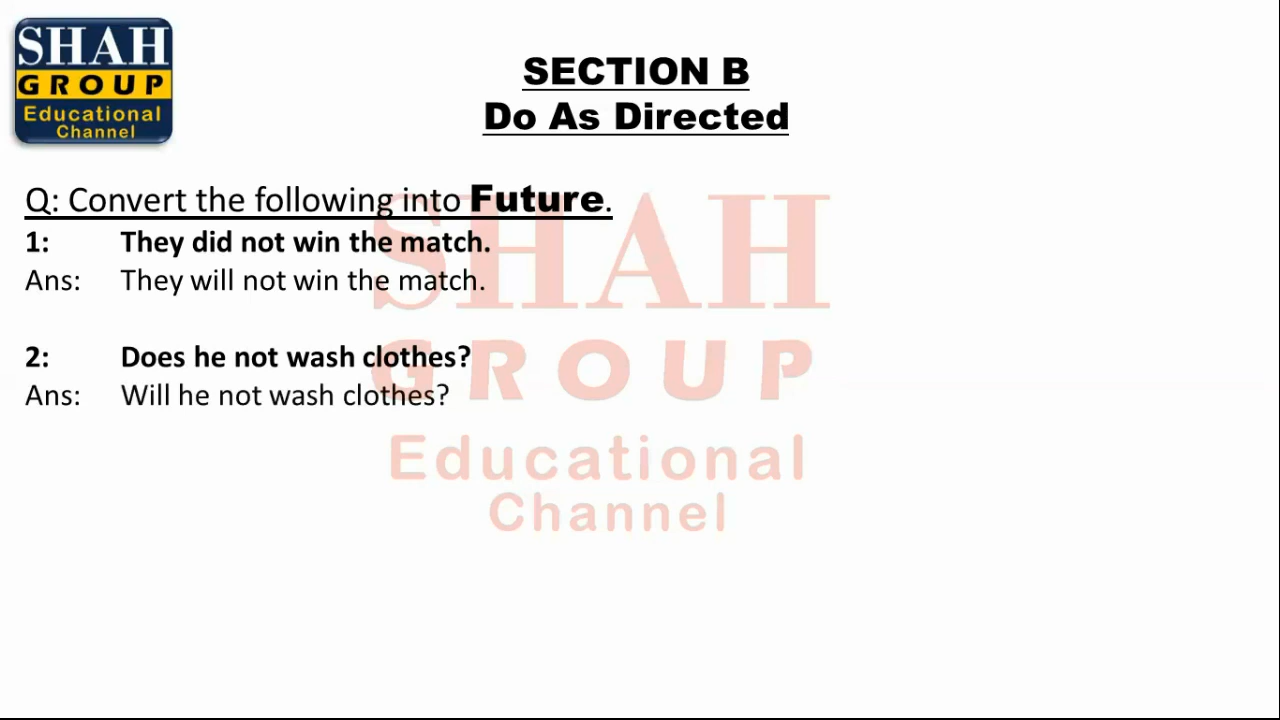 SHAH
GROUP
Educational
Channel
SECTION B
Do As Directed
Q: Convert the following into Future.
1: They did not win the match.
Ans: They will not win the match.
2: Does he not wash clothes?
Ans: Will he not wash clothes?
SHAH
GROUP
Educational
Channel